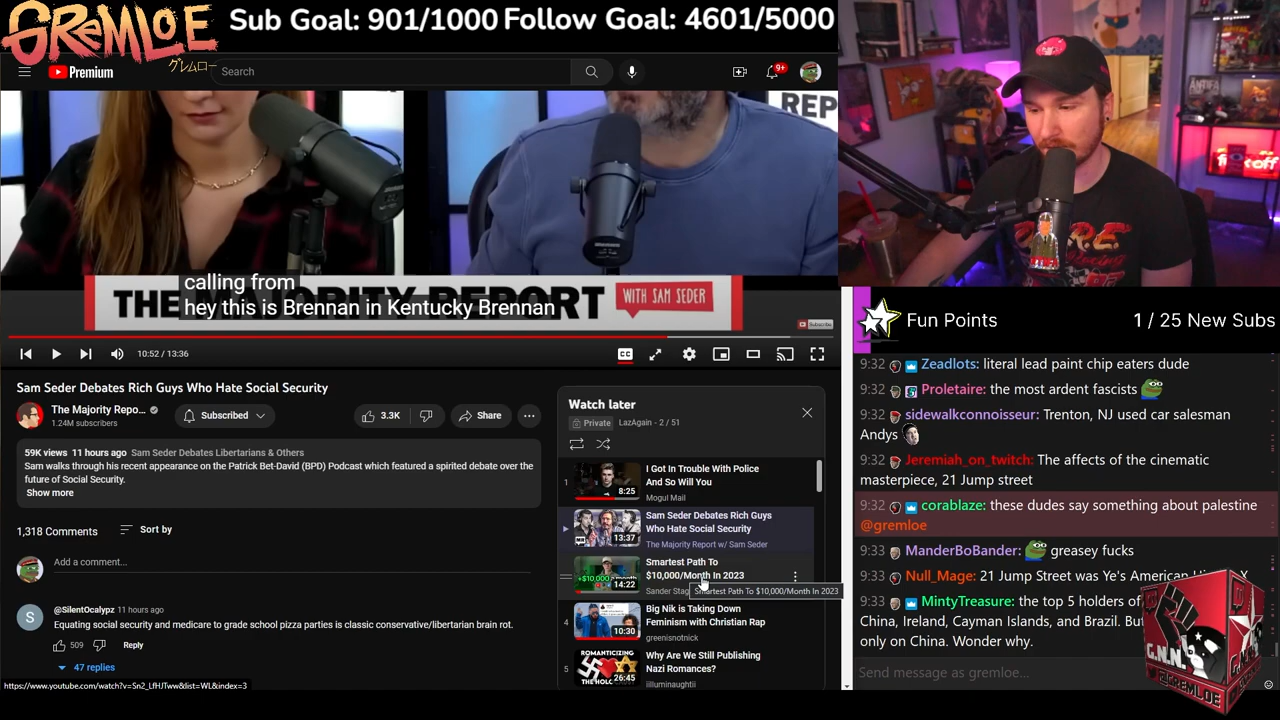 GREMLOE
グレムロー
Sub Goal: 901/1000 Follow Goal: 4601/5000
Premium
Search
9+
REP
calling from
hey this is Brennan in Kentucky Brennan
THE MAJORITY REPORT
WITH SAM SEDER
Subscribe
10:52 / 13:36
CC
Sam Seder Debates Rich Guys Who Hate Social Security
The Majority Repo...
1.24M subscribers
Subscribed
3.3K
Share
59K views 11 hours ago Sam Seder Debates Libertarians & Others
Sam walks through his recent appearance on the Patrick Bet-David (BPD) Podcast which featured a spirited debate over the
future of Social Security.
Show more
1,318 Comments
Sort by
Add a comment...
S
@SilentOcalypz 11 hours ago
Equating social security and medicare to grade school pizza parties is classic conservative/libertarian brain rot.
509
Reply
47 replies
https://www.youtube.com/watch?v=Sn2_LfHJTww&list=WL&index=3
Watch later
Private
LazAgain - 2 / 51
1
8:25
I Got In Trouble With Police
And So Will You
Mogul Mail
13:37
Sam Seder Debates Rich Guys
Who Hate Social Security
The Majority Report w/ Sam Seder
14:22
Smartest Path To
$10,000/Month In 2023
Sander Stag
Smartest Path To $10,000/Month In 2023
4
10:30
Big Nik is Taking Down
Feminism with Christian Rap
greenisnotnick
5
ROMANTICIZING
THE HOLOCAUST
26:45
Why Are We Still Publishing
Nazi Romances?
illuminaughtii
ANTIFA
Fun Points
1 / 25 New Subs
9:32 Zeadlots: literal lead paint chip eaters dude
9:32 Proletaire: the most ardent fascists
9:32 sidewalkconnoisseur: Trenton, NJ used car salesman
Andys
9:32 Jeremiah_on_twitch: The affects of the cinematic
masterpiece, 21 Jump street
9:32 corablaze: these dudes say something about palestine
@gremloe
9:33 ManderBoBander: greasey fucks
9:33 Null_Mage: 21 Jump Street was Ye's American Hi X
9:33 MintyTreasure: the top 5 holders of
China, Ireland, Cayman Islands, and Brazil. Bu
only on China. Wonder why.
Send message as gremloe...
G.N.N.
GREMLOE